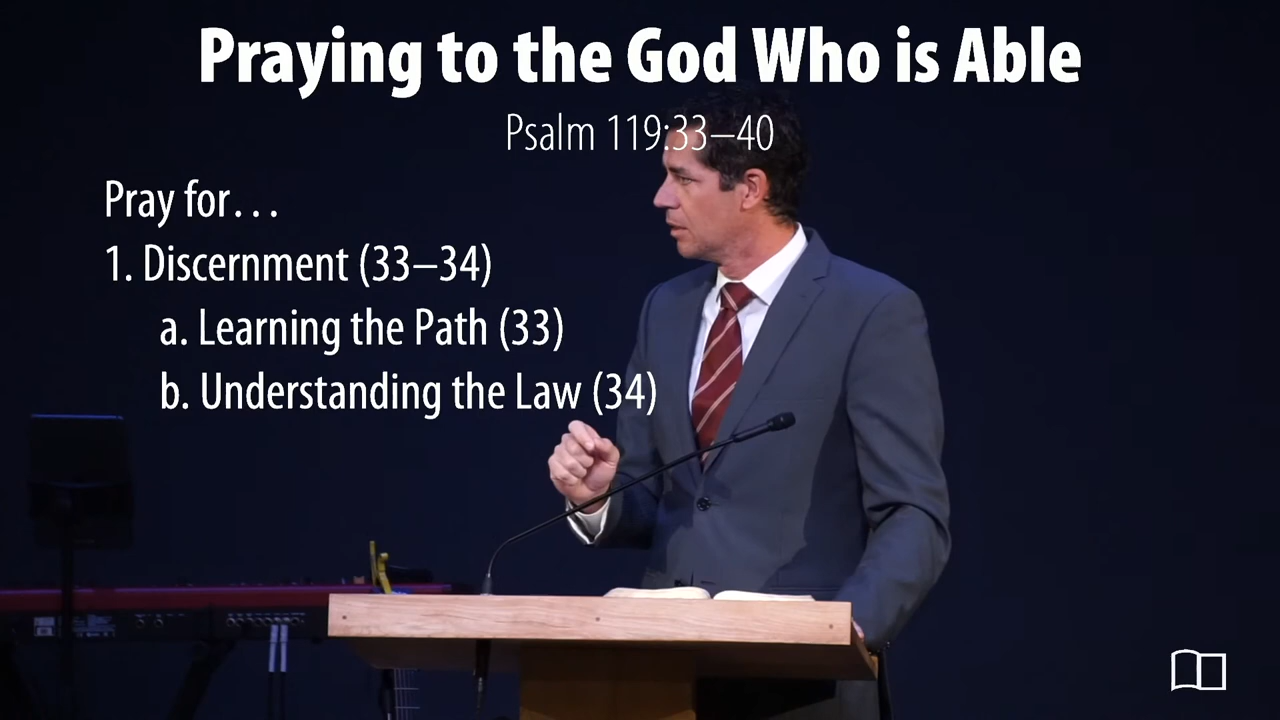 Praying to the God Who is Able
Psalm 119:33–40
Pray for…
1. Discernment (33–34)
a. Learning the Path (33)
b. Understanding the Law (34)